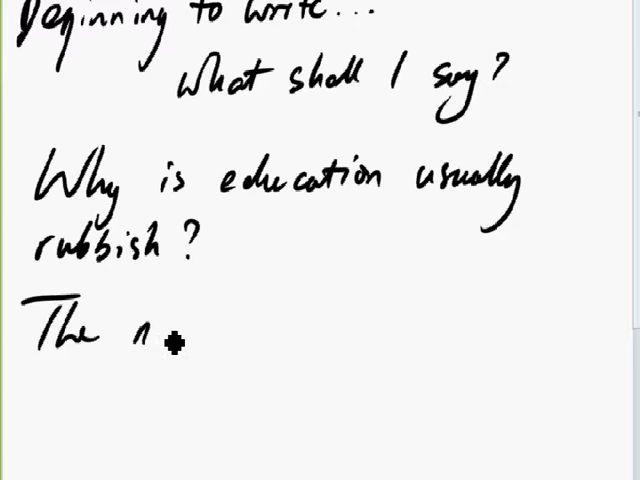 Beginning to write...
What shall I say?
Why is education usually
rubbish?
The n